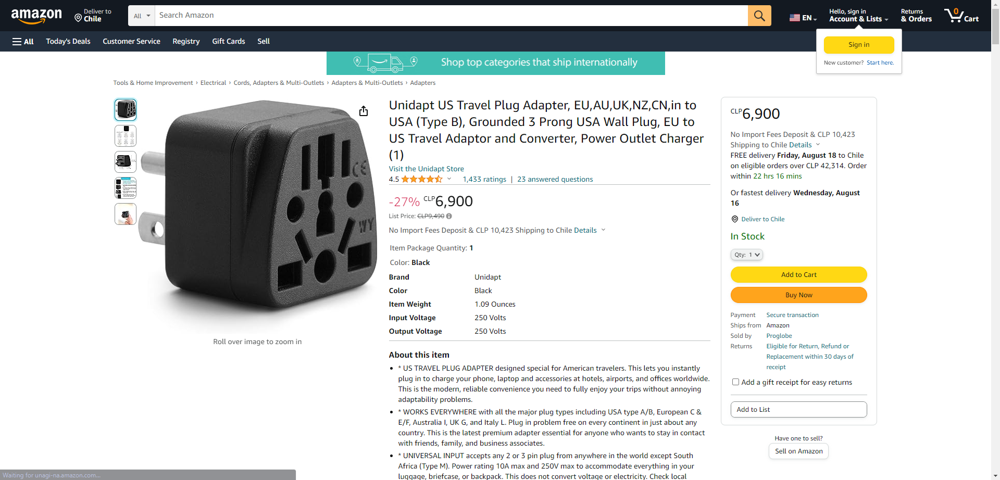 amazon
Deliver to
Chile
All
Search Amazon
EN
Hello, sign in
Account & Lists
Returns
& Orders
0
Cart
All
Today's Deals
Customer Service
Registry
Gift Cards
Sell
Sign in
New customer? Start here.
Shop top categories that ship internationally
Tools & Home Improvement › Electrical › Cords, Adapters & Multi-Outlets › Adapters & Multi-Outlets › Adapters
CE
WY
Roll over image to zoom in
Unidapt US Travel Plug Adapter, EU,AU,UK,NZ,CN,in to
USA (Type B), Grounded 3 Prong USA Wall Plug, EU to
US Travel Adaptor and Converter, Power Outlet Charger
(1)
Visit the Unidapt Store
4.5
1,433 ratings | 23 answered questions
-27% CLP6,900
List Price: CLP9,490
No Import Fees Deposit & CLP 10,423 Shipping to Chile Details
Item Package Quantity: 1
Color: Black
Brand Unidapt
Color Black
Item Weight 1.09 Ounces
Input Voltage 250 Volts
Output Voltage 250 Volts
About this item
* US TRAVEL PLUG ADAPTER designed special for American travelers. This lets you instantly
plug in to charge your phone, laptop and accessories at hotels, airports, and offices worldwide.
This is the modern, reliable convenience you need to fully enjoy your trips without annoying
adaptability problems.
* WORKS EVERYWHERE with all the major plug types including USA type A/B, European C &
E/F, Australia I, UK G, and Italy L. Plug in problem free on every continent in just about any
country. This is the latest premium adapter essential for anyone who wants to stay in contact
with friends, family, and business associates.
* UNIVERSAL INPUT accepts any 2 or 3 pin plug from anywhere in the world except South
Africa (Type M). Power rating 10A max and 250V max to accommodate everything in your
luggage, briefcase, or backpack. This does not convert voltage or electricity. Check local
CLP6,900
No Import Fees Deposit & CLP 10,423
Shipping to Chile Details
FREE delivery Friday, August 18 to Chile
on eligible orders over CLP 42,314. Order
within 22 hrs 16 mins
Or fastest delivery Wednesday, August
16
Deliver to Chile
In Stock
Qty: 1
Add to Cart
Buy Now
Payment Secure transaction
Ships from Amazon
Sold by Proglobe
Returns Eligible for Return, Refund or
Replacement within 30 days of
receipt
Add a gift receipt for easy returns
Add to List
Have one to sell?
Sell on Amazon
Waiting for unagi-na.amazon.com...